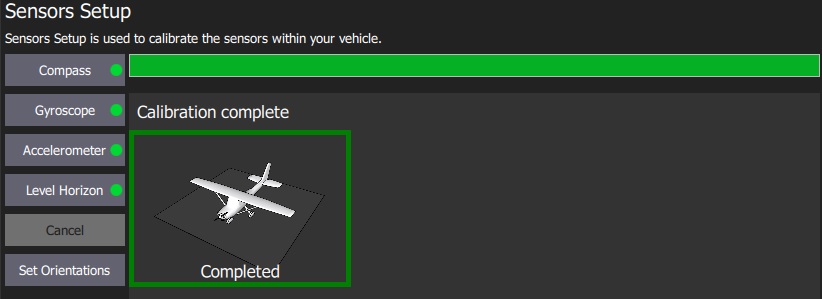 Sensors Setup
Sensors Setup is used to calibrate the sensors within your vehicle.
Compass
Gyroscope
Accelerometer
Level Horizon
Cancel
Set Orientations
Calibration complete
Completed